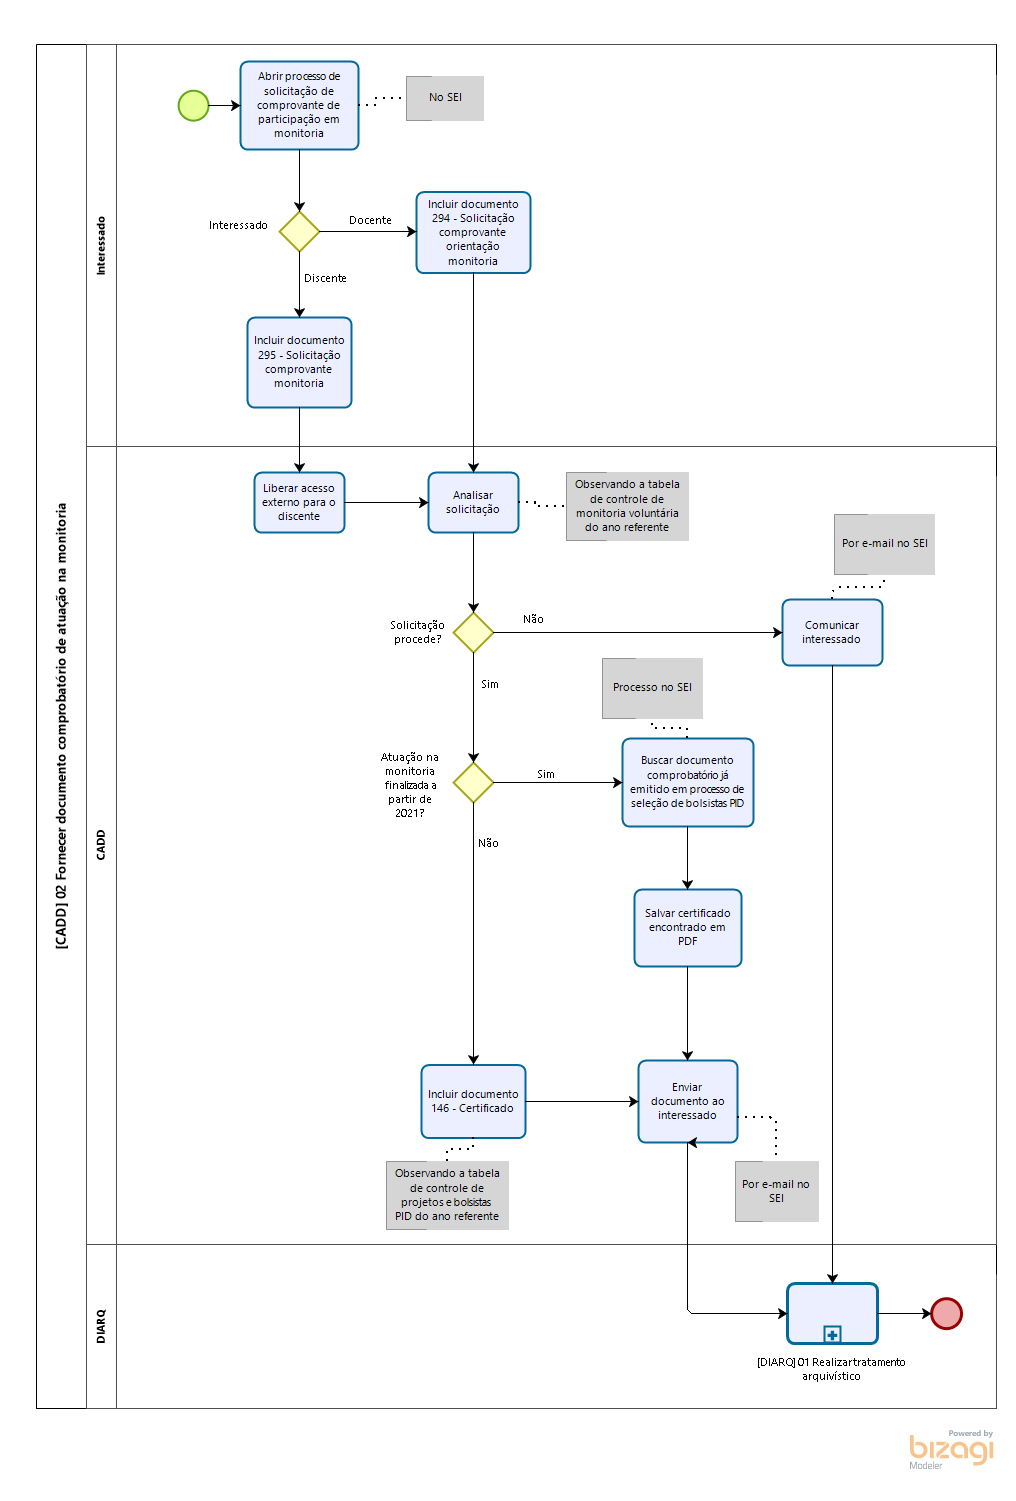 [CADD] 02 Fornecer documento comprobatório de atuação na monitoria
Interessado
Abrir processo de
solicitação de
comprovante de
participação em
monitoria
No SEI
Interessado
Docente
Incluir documento
294 - Solicitação
comprovante
orientação
monitoria
Discente
Incluir documento
295 - Solicitação
comprovante
monitoria
CADD
Liberar acesso
externo para o
discente
Analisar
solicitação
Observando a tabela
de controle de
monitoria voluntária
do ano referente
Por e-mail no SEI
Solicitação
procede?
Não
Comunicar
interessado
Sim
Processo no SEI
Atuação na
monitoria
finalizada a
partir de
2021?
Sim
Buscar documento
comprobatório já
emitido em processo de
seleção de bolsistas PID
Não
Salvar certificado
encontrado em
PDF
Incluir documento
146 - Certificado
Enviar
documento ao
interessado
Observando a tabela
de controle de
projetos e bolsistas
PID do ano referente
Por e-mail no
SEI
DIARQ
[DIARQ] 01 Realizar tratamento
arquivístico
Powered by
bizagi
Modeler